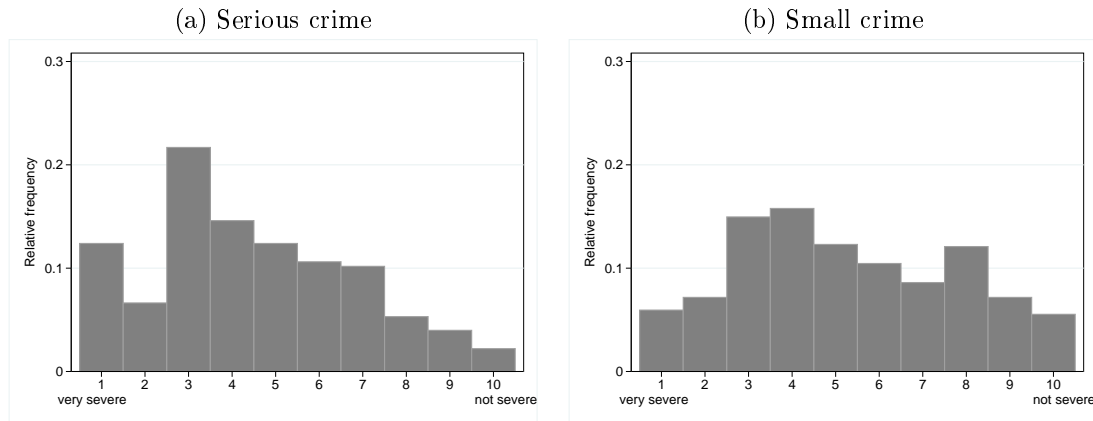 (a) Serious crime
0.3
0.2
0.1
0
Relative frequency
1 2 3 4 5 6 7 8 9 10
very severe not severe
(b) Small crime
0.3
0.2
0.1
0
Relative frequency
1 2 3 4 5 6 7 8 9 10
very severe not severe